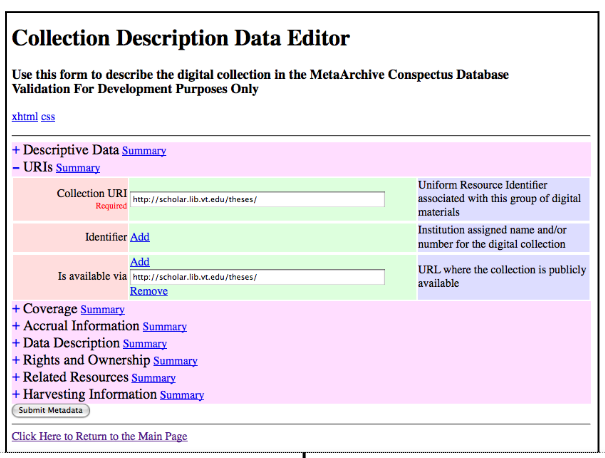 Collection Description Data Editor
Use this form to describe the digital collection in the MetaArchive Conspectus Database
Validation For Development Purposes Only
xhtml css
+ Descriptive Data Summary
– URIs Summary
Collection URI
Required
http://scholar.lib.vt.edu/theses/
Uniform Resource Identifier
associated with this group of digital
materials
Identifier Add
Institution assigned name and/or
number for the digital collection
Is available via
Add
http://scholar.lib.vt.edu/theses/
Remove
URL where the collection is publicly
available
+ Coverage Summary
+ Accrual Information Summary
+ Data Description Summary
+ Rights and Ownership Summary
+ Related Resources Summary
+ Harvesting Information Summary
Submit Metadata
Click Here to Return to the Main Page